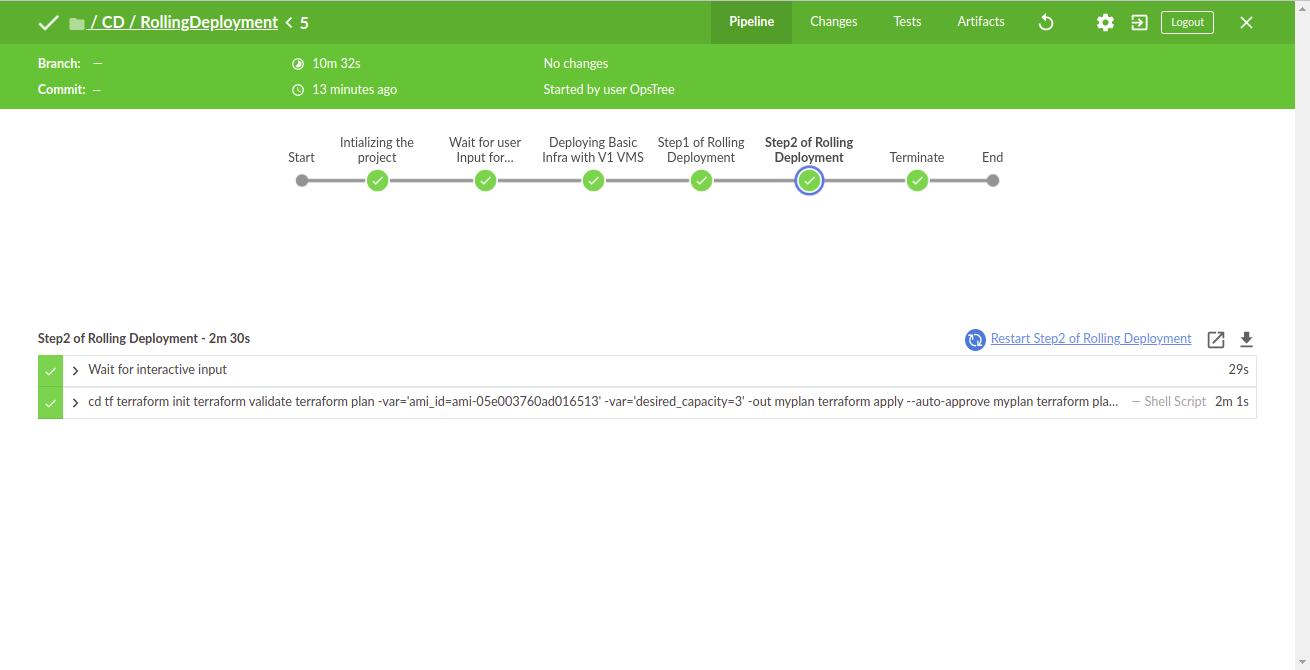 / CD / RollingDeployment < 5
Pipeline
Changes
Tests
Artifacts
Logout
Branch: —
10m 32s
No changes
Commit: —
13 minutes ago
Started by user OpsTree
Start
Intializing the
project
Wait for user
Input for...
Deploying Basic
Infra with V1 VMS
Step1 of Rolling
Deployment
Step2 of Rolling
Deployment
Terminate
End
Step2 of Rolling Deployment - 2m 30s
Restart Step2 of Rolling Deployment
Wait for interactive input
29s
cd tf terraform init terraform validate terraform plan -var='ami_id=ami-05e003760ad016513' -var='desired_capacity=3' -out myplan terraform apply --auto-approve myplan terraform pla...
— Shell Script
2m 1s